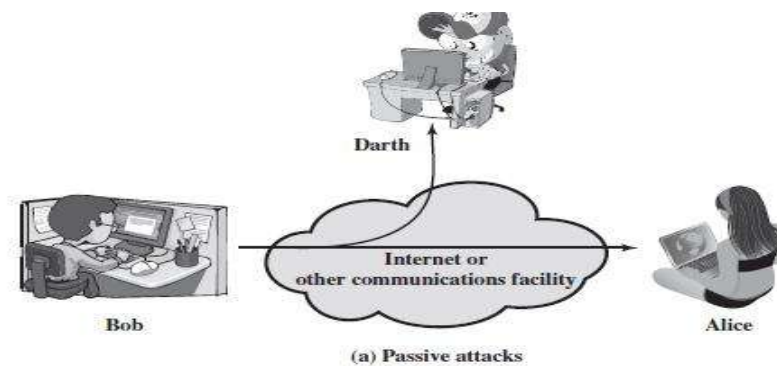 Darth
Internet or
other communications facility
Bob
Alice
(a) Passive attacks